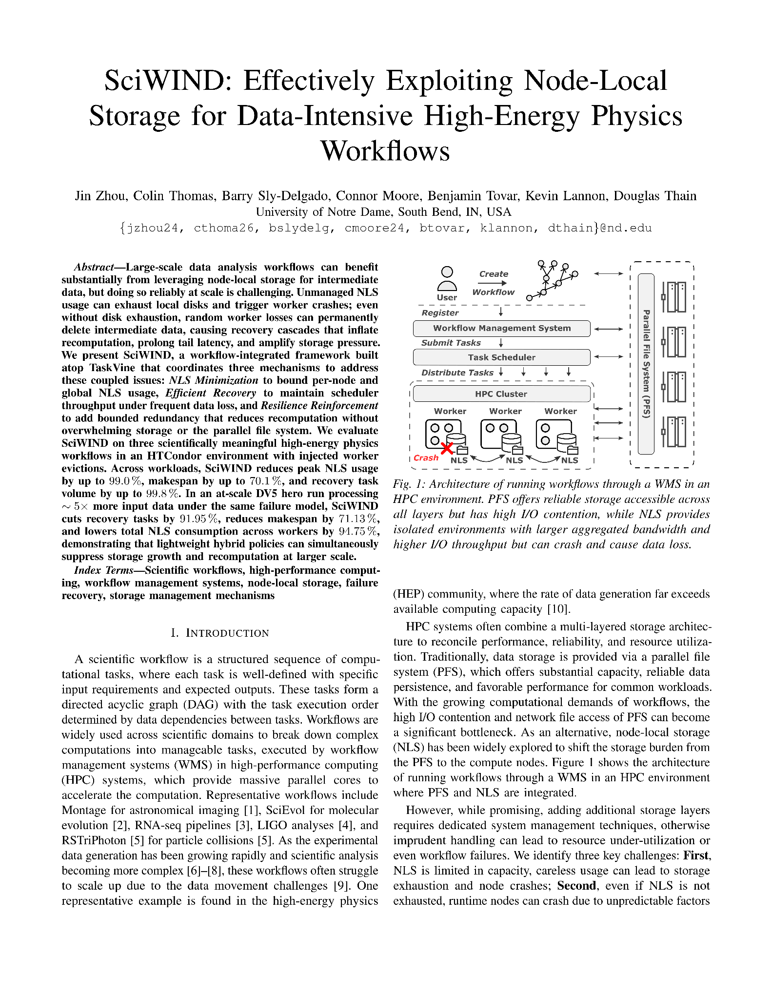 SciWIND: Effectively Exploiting Node-Local
Storage for Data-Intensive High-Energy Physics
Workflows
Jin Zhou, Colin Thomas, Barry Sly-Delgado, Connor Moore, Benjamin Tovar, Kevin Lannon, Douglas Thain
University of Notre Dame, South Bend, IN, USA
{jzhou24, cthoma26, bslydelg, cmoore24, btovar, klannon, dthain}@nd.edu
Abstract—Large-scale data analysis workflows can benefit
substantially from leveraging node-local storage for intermediate
data, but doing so reliably at scale is challenging. Unmanaged NLS
usage can exhaust local disks and trigger worker crashes; even
without disk exhaustion, random worker losses can permanently
delete intermediate data, causing recovery cascades that inflate
recomputation, prolong tail latency, and amplify storage pressure.
We present SciWIND, a workflow-integrated framework built
atop TaskVine that coordinates three mechanisms to address
these coupled issues: NLS Minimization to bound per-node and
global NLS usage, Efficient Recovery to maintain scheduler
throughput under frequent data loss, and Resilience Reinforcement
to add bounded redundancy that reduces recomputation without
overwhelming storage or the parallel file system. We evaluate
SciWIND on three scientifically meaningful high-energy physics
workflows in an HTCondor environment with injected worker
evictions. Across workloads, SciWIND reduces peak NLS usage
by up to 99.0 %, makespan by up to 70.1 %, and recovery task
volume by up to 99.8 %. In an at-scale DV5 hero run processing
∼ 5× more input data under the same failure model, SciWIND
cuts recovery tasks by 91.95 %, reduces makespan by 71.13 %,
and lowers total NLS consumption across workers by 94.75 %,
demonstrating that lightweight hybrid policies can simultaneously
suppress storage growth and recomputation at larger scale.
Index Terms—Scientific workflows, high-performance comput-
ing, workflow management systems, node-local storage, failure
recovery, storage management mechanisms
I. INTRODUCTION
A scientific workflow is a structured sequence of compu-
tational tasks, where each task is well-defined with specific
input requirements and expected outputs. These tasks form a
directed acyclic graph (DAG) with the task execution order
determined by data dependencies between tasks. Workflows are
widely used across scientific domains to break down complex
computations into manageable tasks, executed by workflow
management systems (WMS) in high-performance computing
(HPC) systems, which provide massive parallel cores to
accelerate the computation. Representative workflows include
Montage for astronomical imaging [1], SciEvol for molecular
evolution [2], RNA-seq pipelines [3], LIGO analyses [4], and
RSTriPhoton [5] for particle collisions [5]. As the experimental
data generation has been growing rapidly and scientific analysis
becoming more complex [6]–[8], these workflows often struggle
to scale up due to the data movement challenges [9]. One
representative example is found in the high-energy physics
User
Create
Workflow
Register
Workflow Management System
Submit Tasks
Task Scheduler
Distribute Tasks
HPC Cluster
Worker Worker Worker
Crash NLS NLS NLS
Parallel File System (PFS)
Fig. 1: Architecture of running workflows through a WMS in an
HPC environment. PFS offers reliable storage accessible across
all layers but has high I/O contention, while NLS provides
isolated environments with larger aggregated bandwidth and
higher I/O throughput but can crash and cause data loss.
(HEP) community, where the rate of data generation far exceeds
available computing capacity [10].
HPC systems often combine a multi-layered storage architec-
ture to reconcile performance, reliability, and resource utiliza-
tion. Traditionally, data storage is provided via a parallel file
system (PFS), which offers substantial capacity, reliable data
persistence, and favorable performance for common workloads.
With the growing computational demands of workflows, the
high I/O contention and network file access of PFS can become
a significant bottleneck. As an alternative, node-local storage
(NLS) has been widely explored to shift the storage burden from
the PFS to the compute nodes. Figure 1 shows the architecture
of running workflows through a WMS in an HPC environment
where PFS and NLS are integrated.
However, while promising, adding additional storage layers
requires dedicated system management techniques, otherwise
imprudent handling can lead to resource under-utilization or
even workflow failures. We identify three key challenges: First,
NLS is limited in capacity, careless usage can lead to storage
exhaustion and node crashes; Second, even if NLS is not
exhausted, runtime nodes can crash due to unpredictable factors